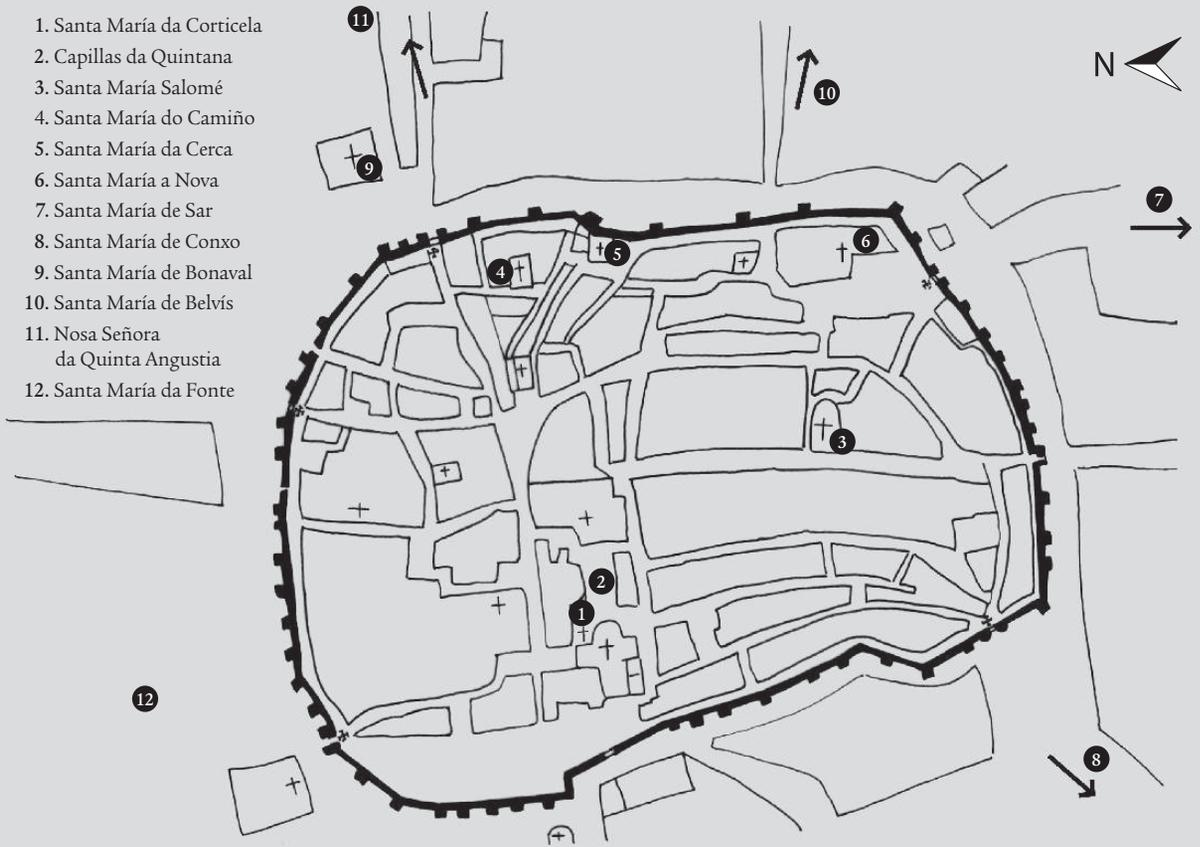 1. Santa María da Corticela
2. Capillas da Quintana
3. Santa María Salomé
4. Santa María do Camiño
5. Santa María da Cerca
6. Santa María a Nova
7. Santa María de Sar
8. Santa María de Conxo
9. Santa María de Bonaval
10. Santa María de Belvís
11. Nosa Señora
da Quinta Angustia
12. Santa María da Fonte
11
10
N
9
7
6
5
4
3
2
1
12
8